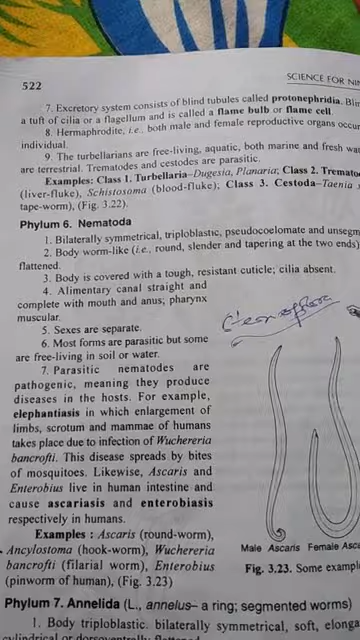 522
SCIENCE FOR NIN
7. Excretory system consists of blind tubules called protonephridia. Blin
a tuft of cilia or a flagellum and is called a flame bulb or flame cell.
8. Hermaphrodite, i.e., both male and female reproductive organs occur
individual.
9. The turbellarians are free-living, aquatic, both marine and fresh wat
are terrestrial. Trematodes and cestodes are parasitic.
Examples: Class 1. Turbellaria–Dugesia, Planaria; Class 2. Tremato
(liver-fluke), Schistosoma (blood-fluke); Class 3. Cestoda–Taenia s
tape-worm), (Fig. 3.22).
Phylum 6. Nematoda
1. Bilaterally symmetrical, triploblastic, pseudocoelomate and unsegm
2. Body worm-like (i.e., round, slender and tapering at the two ends)
flattened.
3. Body is covered with a tough, resistant cuticle; cilia absent.
4. Alimentary canal straight and
complete with mouth and anus; pharynx
muscular.
5. Sexes are separate.
6. Most forms are parasitic but some
are free-living in soil or water.
7. Parasitic nematodes are
pathogenic, meaning they produce
diseases in the hosts. For example,
elephantiasis in which enlargement of
limbs, scrotum and mammae of humans
takes place due to infection of Wuchereria
bancrofti. This disease spreads by bites
of mosquitoes. Likewise, Ascaris and
Enterobius live in human intestine and
cause ascariasis and enterobiasis
respectively in humans.
Examples : Ascaris (round-worm),
Ancylostoma (hook-worm), Wuchereria
bancrofti (filarial worm), Enterobius
(pinworm of human), (Fig. 3.23)
Male Ascaris Female Asca
Fig. 3.23. Some example
Phylum 7. Annelida (L., annelus– a ring; segmented worms)
1. Body triploblastic, bilaterally symmetrical, soft, elonga
cylindrical or dorsoventrally flattened